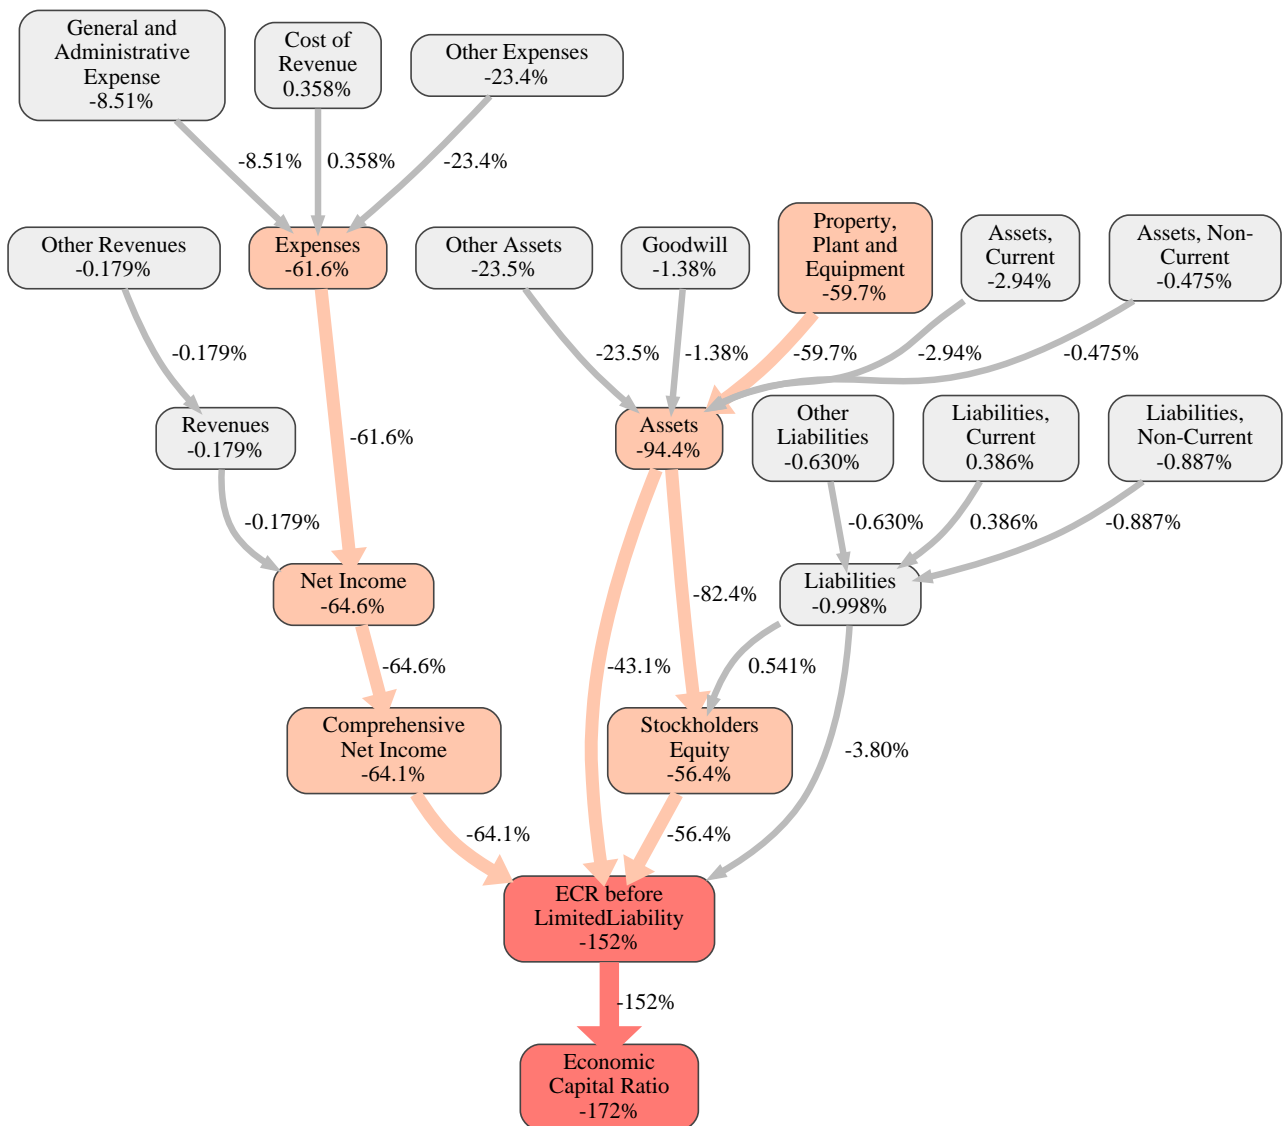 General and
Administrative
Expense
-8.51%
Cost of
Revenue
0.358%
Other Expenses
-23.4%
-8.51%
0.358%
-23.4%
Other Revenues
-0.179%
Expenses
-61.6%
Other Assets
-23.5%
Goodwill
-1.38%
Property,
Plant and
Equipment
-59.7%
Assets,
Current
-2.94%
Assets, Non-
Current
-0.475%
-0.179%
-23.5%
-1.38%
-59.7%
-2.94%
-0.475%
Revenues
-0.179%
-61.6%
Assets
-94.4%
Other
Liabilities
-0.630%
Liabilities,
Current
0.386%
Liabilities,
Non-Current
-0.887%
-0.179%
-0.630%
0.386%
-0.887%
Net Income
-64.6%
-82.4%
Liabilities
-0.998%
-64.6%
-43.1%
0.541%
Comprehensive
Net Income
-64.1%
Stockholders
Equity
-56.4%
-3.80%
-64.1%
-56.4%
ECR before
LimitedLiability
-152%
-152%
Economic
Capital Ratio
-172%